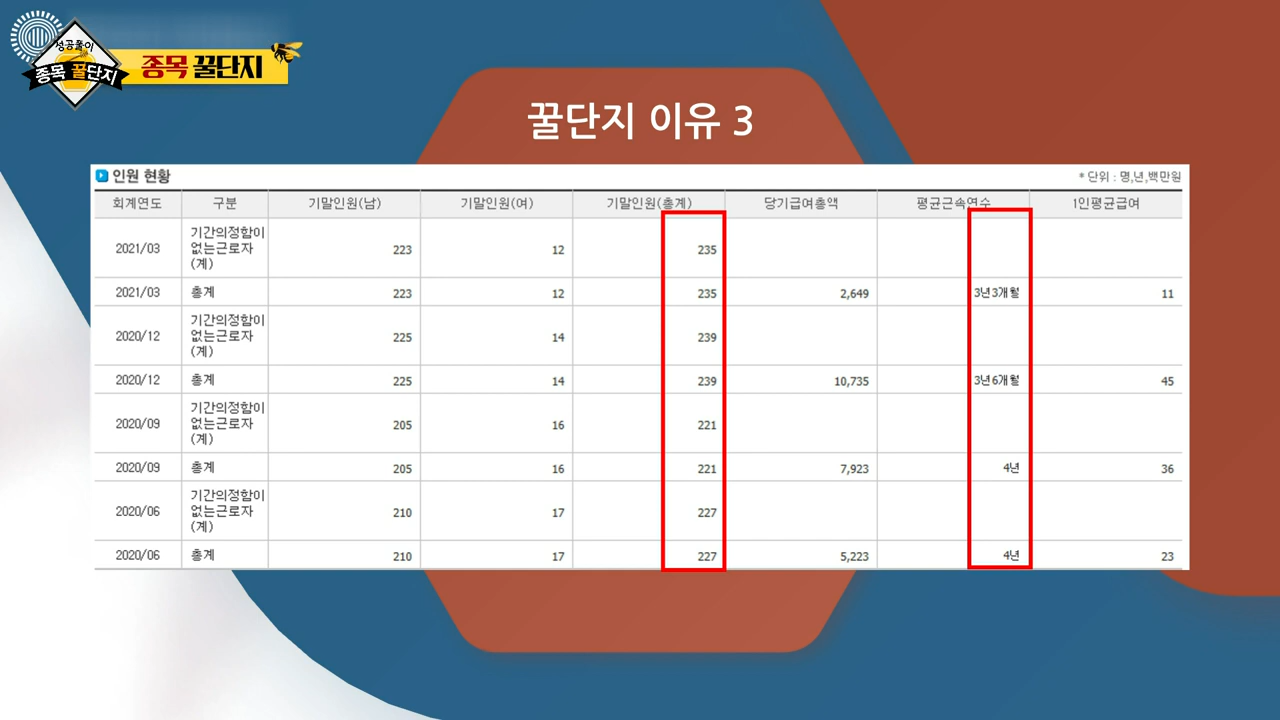 성공율이
종목 꿀단지
종목 꿀단지
꿀단지 이유 3
인원 현황
* 단위 : 명,년,백만원
회계연도 구분 기말인원(남) 기말인원(여) 기말인원(총계) 당기급여총액 평균근속연수 1인평균급여
2021/03 기간의정함이 없는근로자 (계) 223 12 235
2021/03 총계 223 12 235 2,649 3년3개월 11
2020/12 기간의정함이 없는근로자 (계) 225 14 239
2020/12 총계 225 14 239 10,735 3년6개월 45
2020/09 기간의정함이 없는근로자 (계) 205 16 221
2020/09 총계 205 16 221 7,923 4년 36
2020/06 기간의정함이 없는근로자 (계) 210 17 227
2020/06 총계 210 17 227 5,223 4년 23